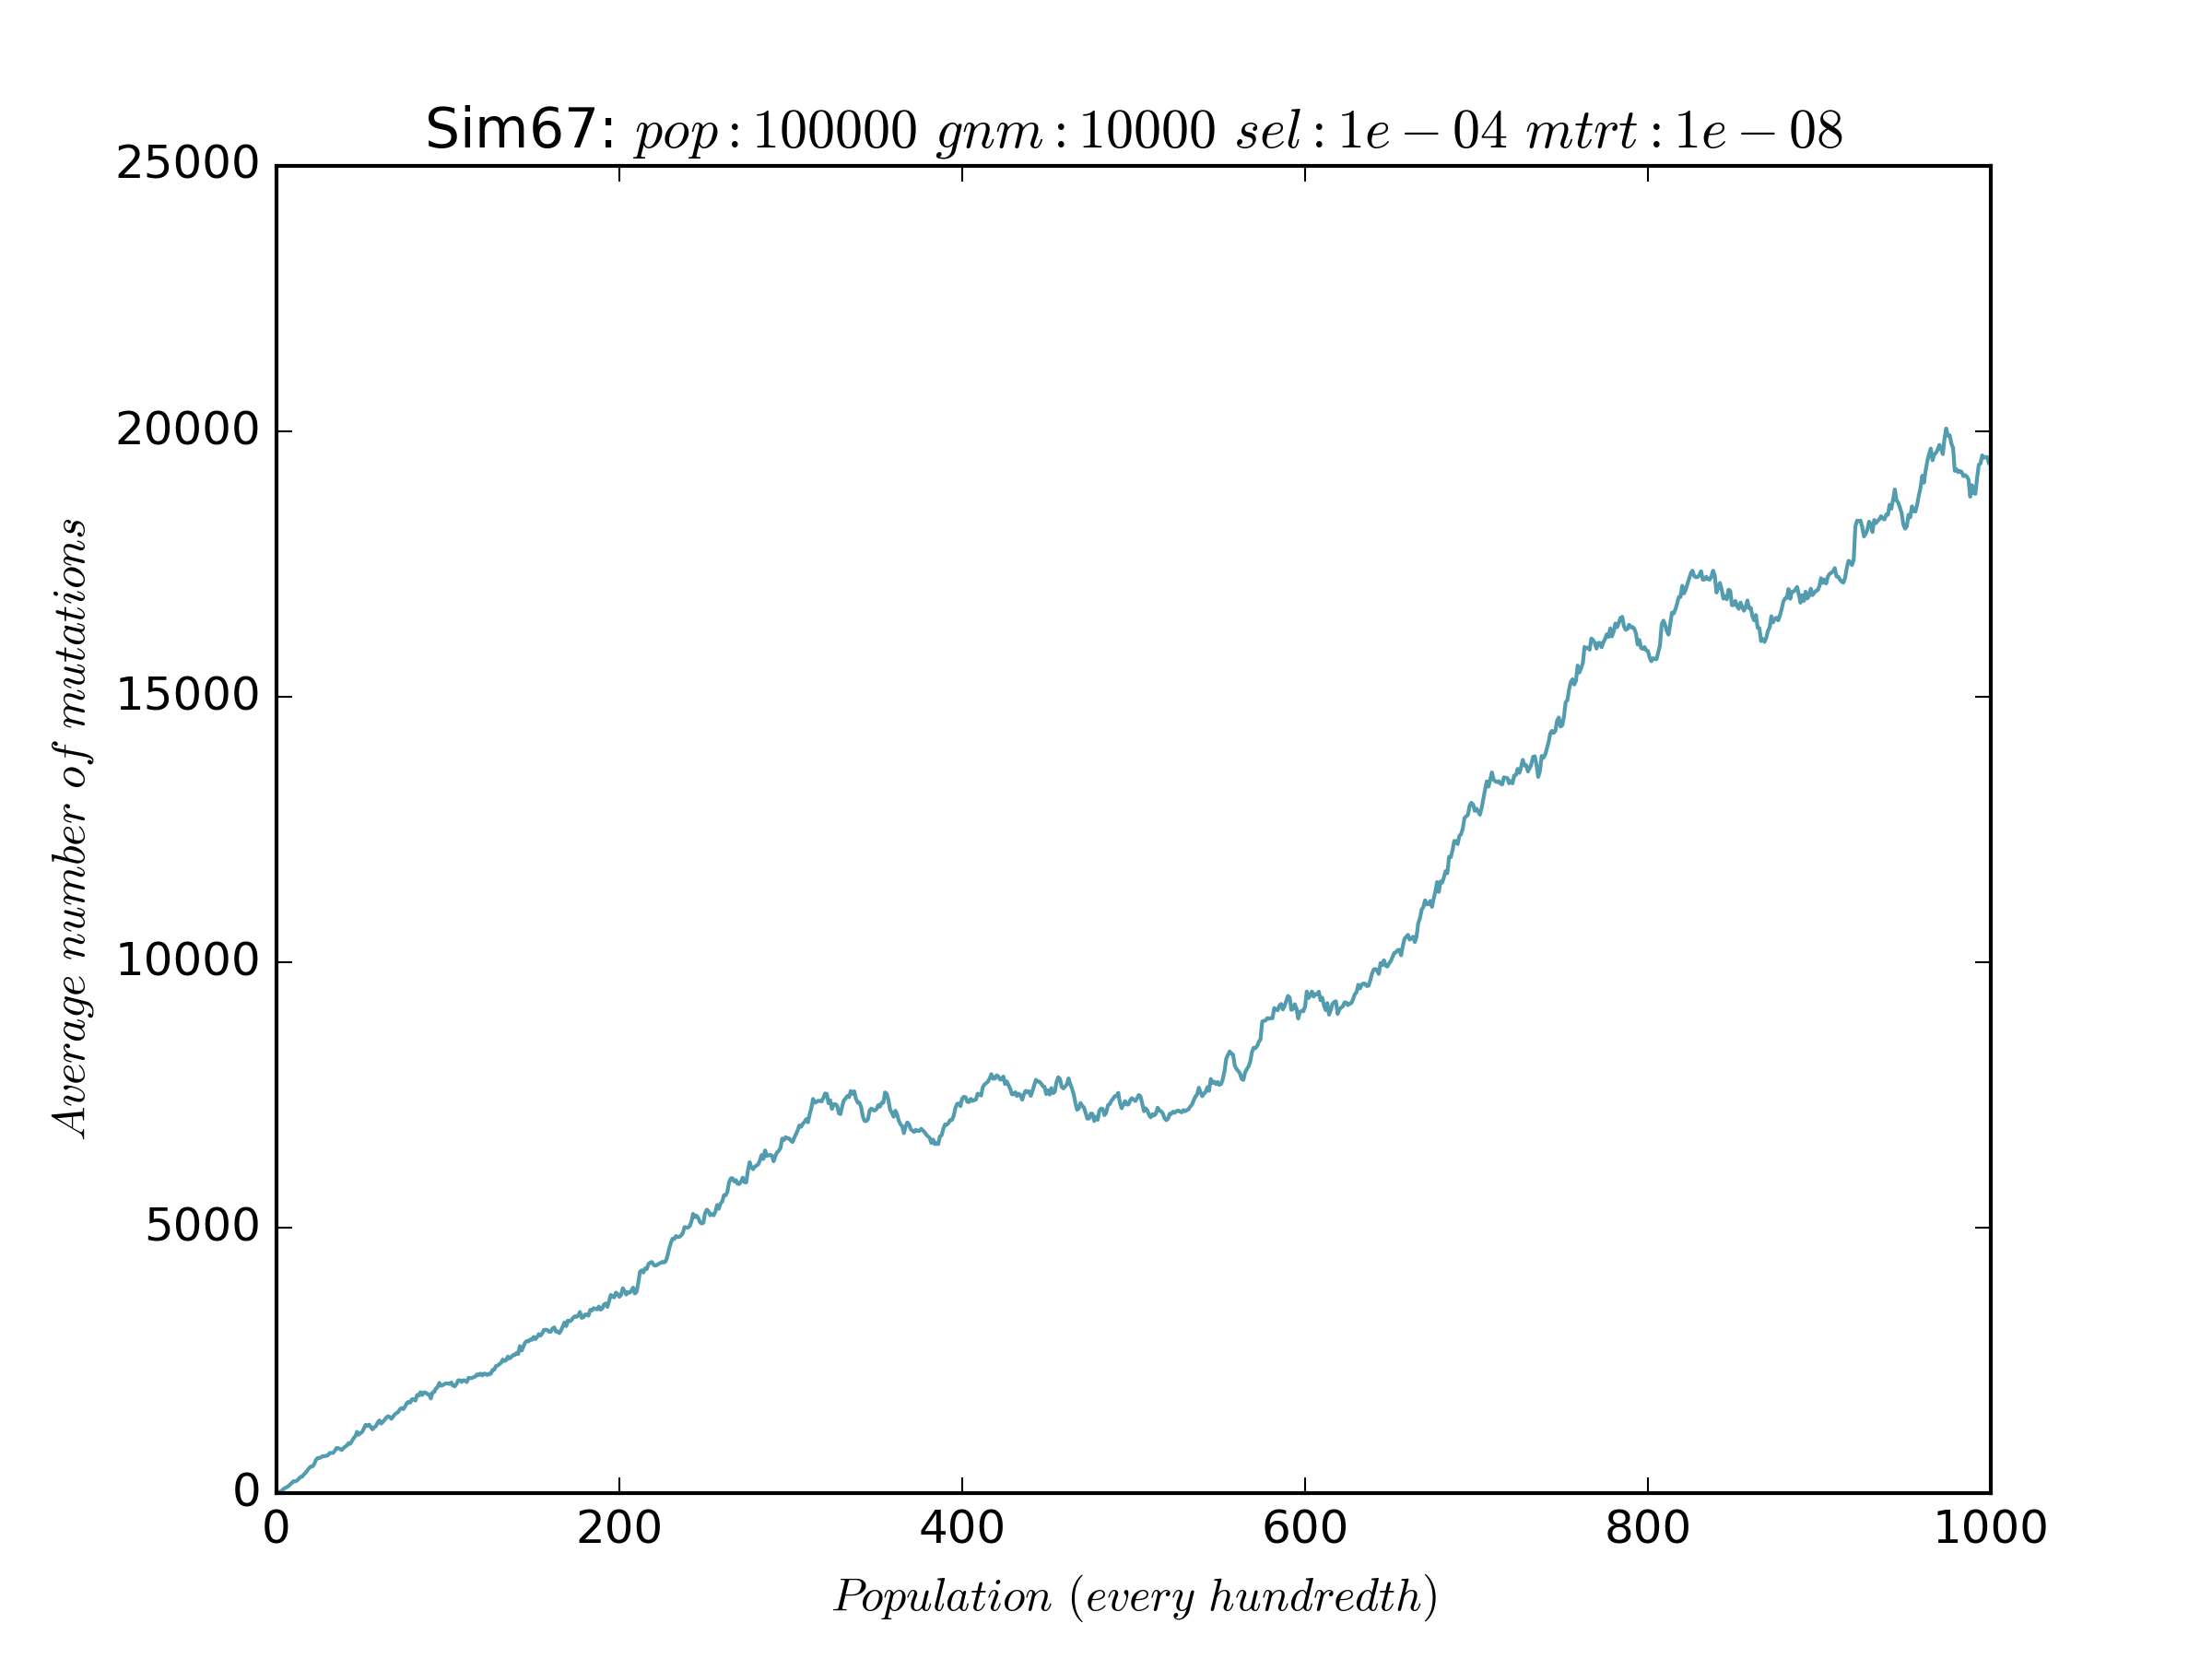 Sim67: pop : 100000 gnm : 10000 sel : 1e − 04 mtrt : 1e − 08
25000
20000
15000
10000
5000
0
Average number of mutations
0 200 400 600 800 1000
Population (every hundredth)